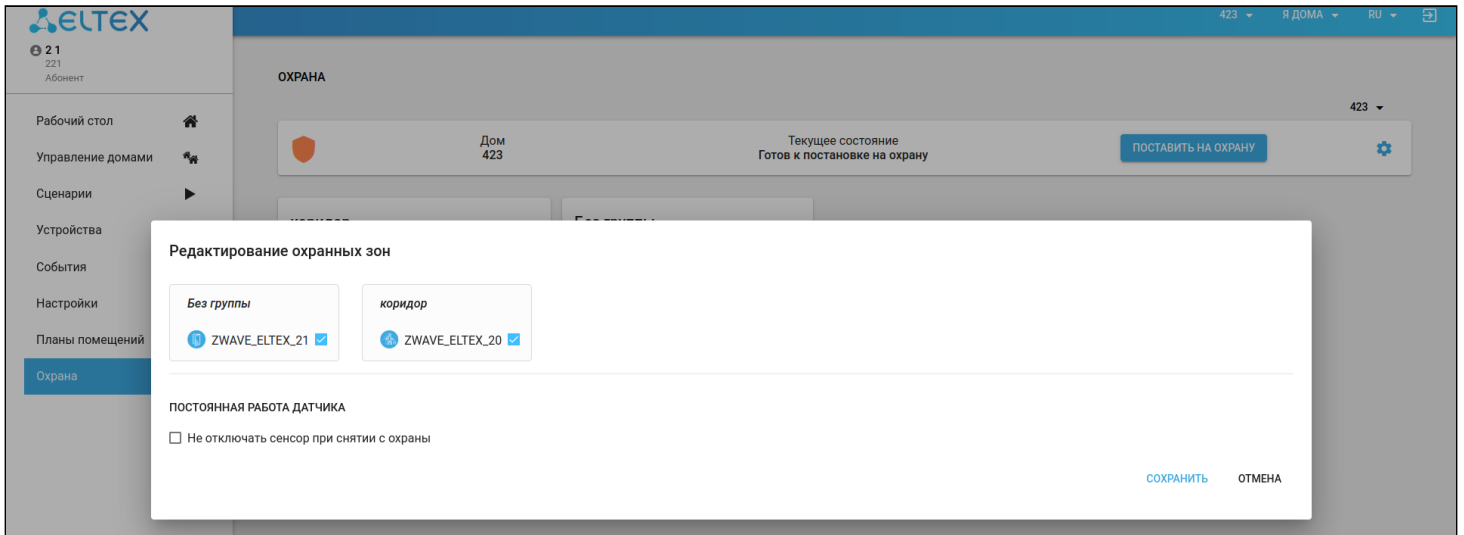 ELTEX
423
Я ДОМА
RU
2 1
221
Абонент
ОХРАНА
423
Рабочий стол
Управление домами
Сценарии
Устройства
События
Настройки
Планы помещений
Охрана
Дом
423
Текущее состояние
Готов к постановке на охрану
ПОСТАВИТЬ НА ОХРАНУ
Редактирование охранных зон
Без группы
ZWAVE_ELTEX_21
коридор
ZWAVE_ELTEX_20
ПОСТОЯННАЯ РАБОТА ДАТЧИКА
Не отключать сенсор при снятии с охраны
СОХРАНИТЬ
ОТМЕНА